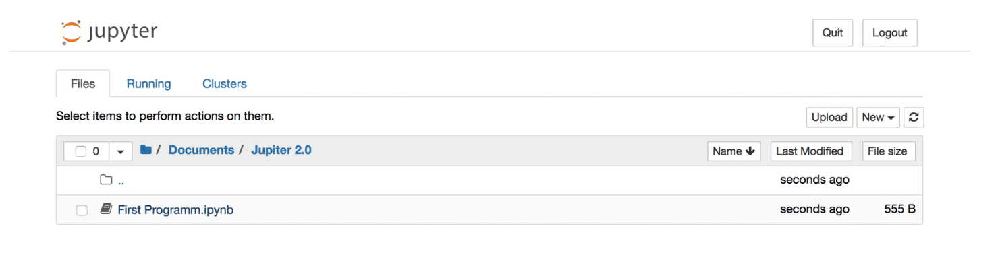 jupyter
Quit Logout
Files Running Clusters
Select items to perform actions on them.
Upload New
0 / Documents / Jupiter 2.0 Name Last Modified File size
.. seconds ago
First Programm.ipynb seconds ago 555 B